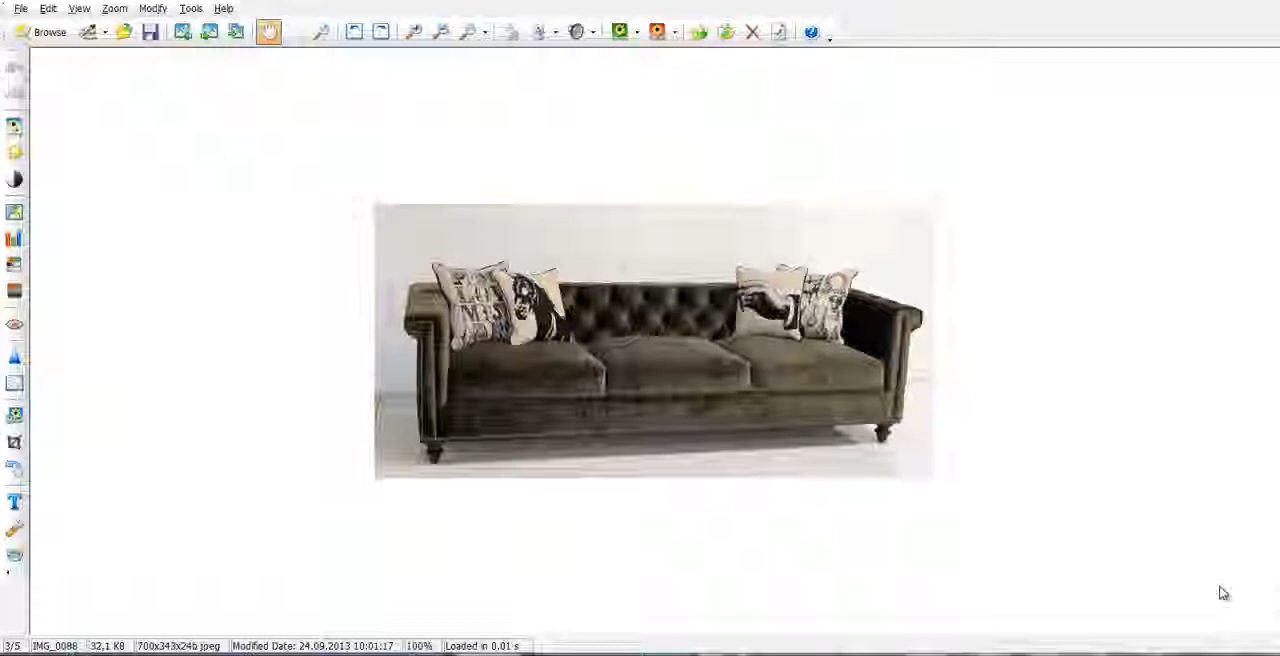 File Edit View Zoom Modify Tools Help
Browse
3/5 IMG_0088 32,1 KB 700x343x24b jpeg Modified Date: 24.09.2013 10:01:17 100% Loaded in 0.01 s